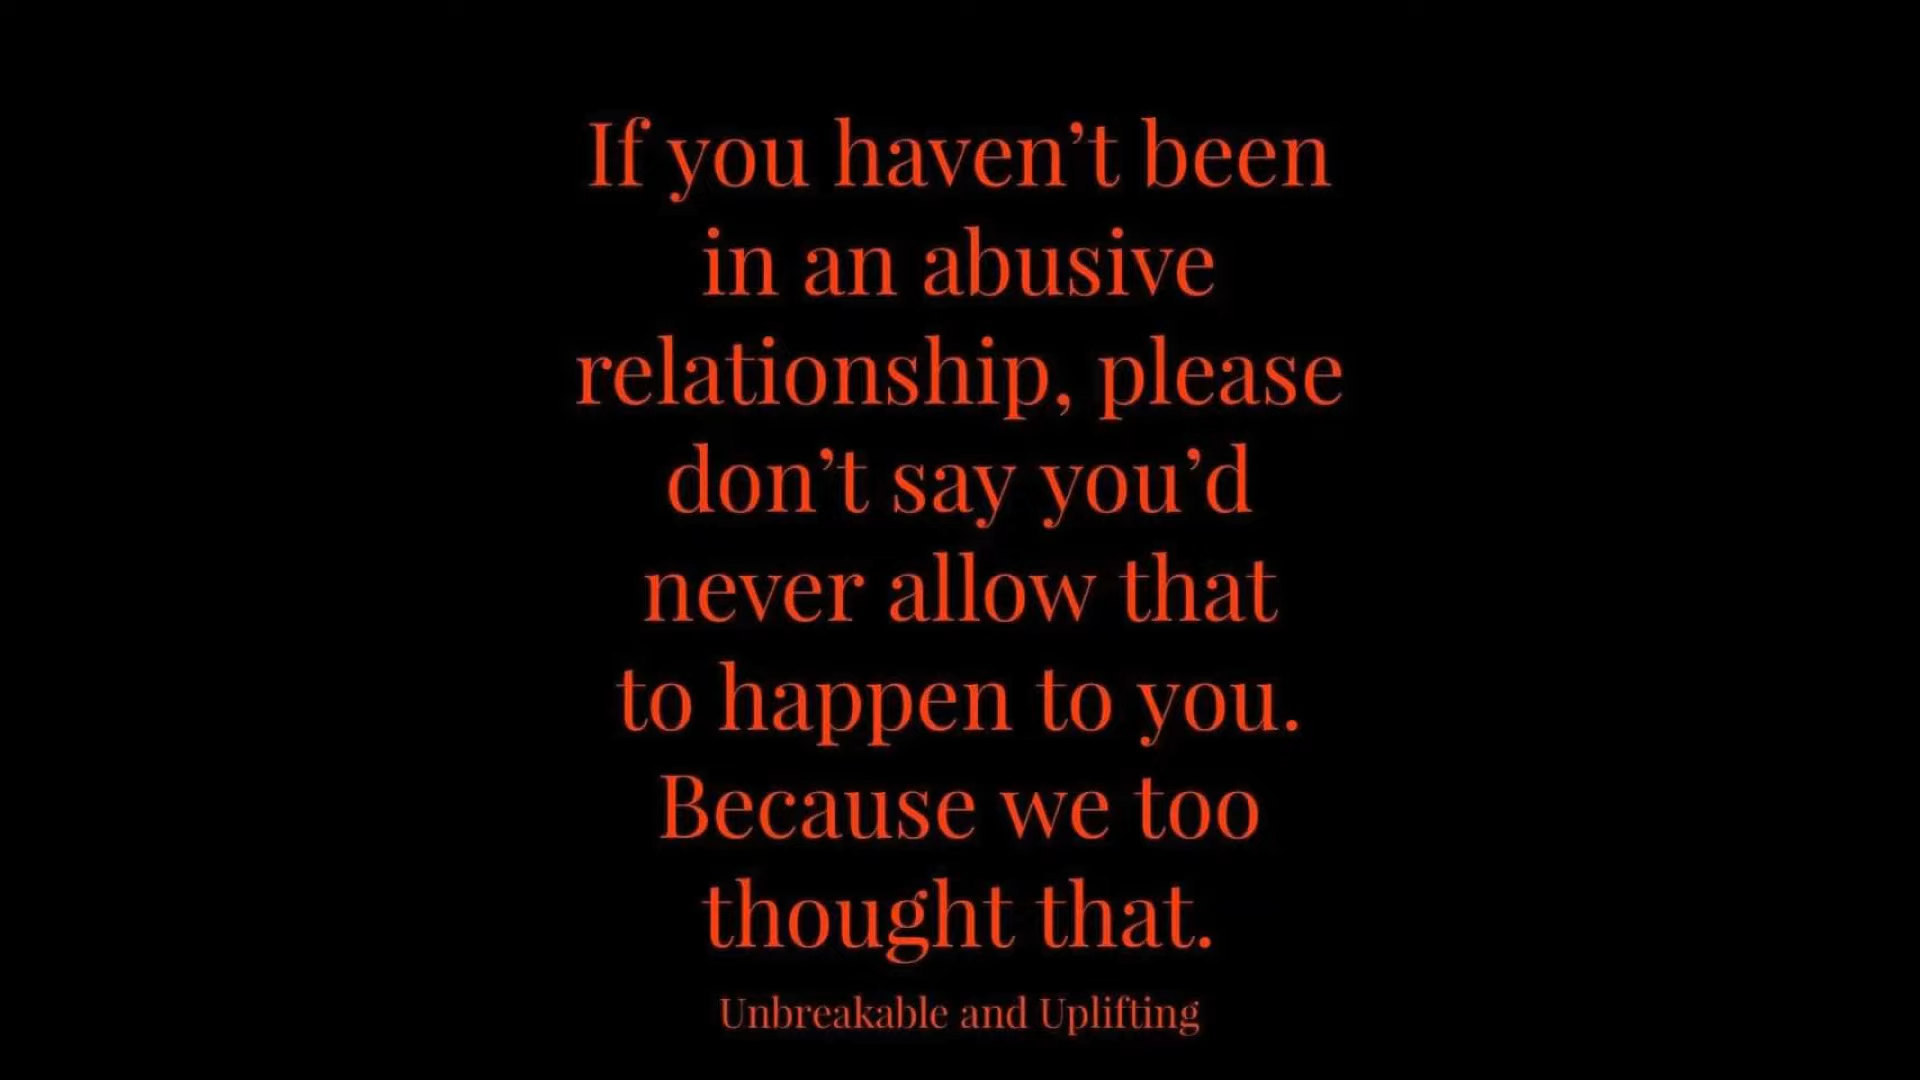 If you haven’t been
in an abusive
relationship, please
don’t say you’d
never allow that
to happen to you.
Because we too
thought that.
Unbreakable and Uplifting